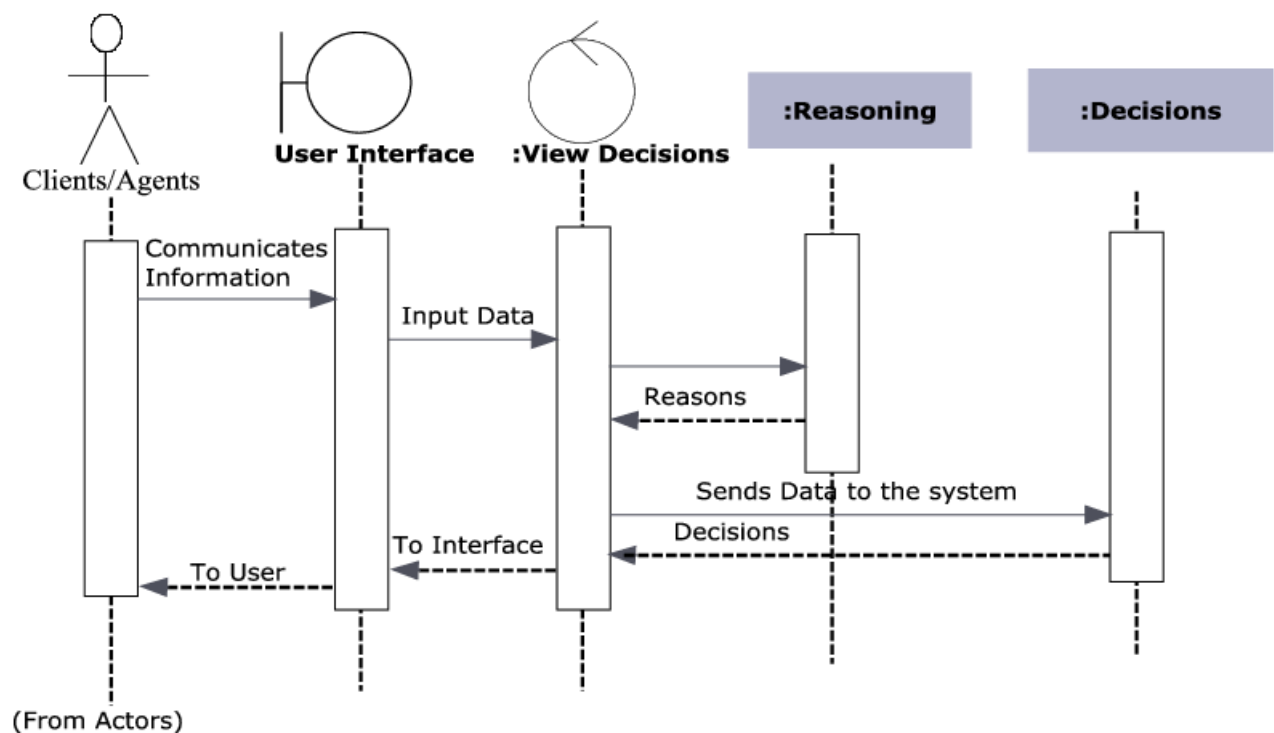 :Reasoning
:Decisions
User Interface
:View Decisions
Clients/Agents
Communicates
Information
Input Data
Reasons
Sends Data to the system
Decisions
To Interface
To User
(From Actors)